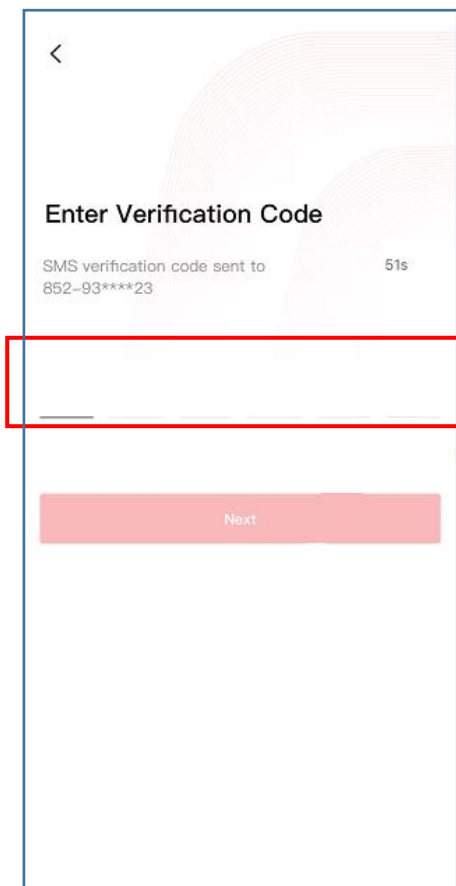 Enter Verification Code
SMS verification code sent to 51s
852-93****23
Next